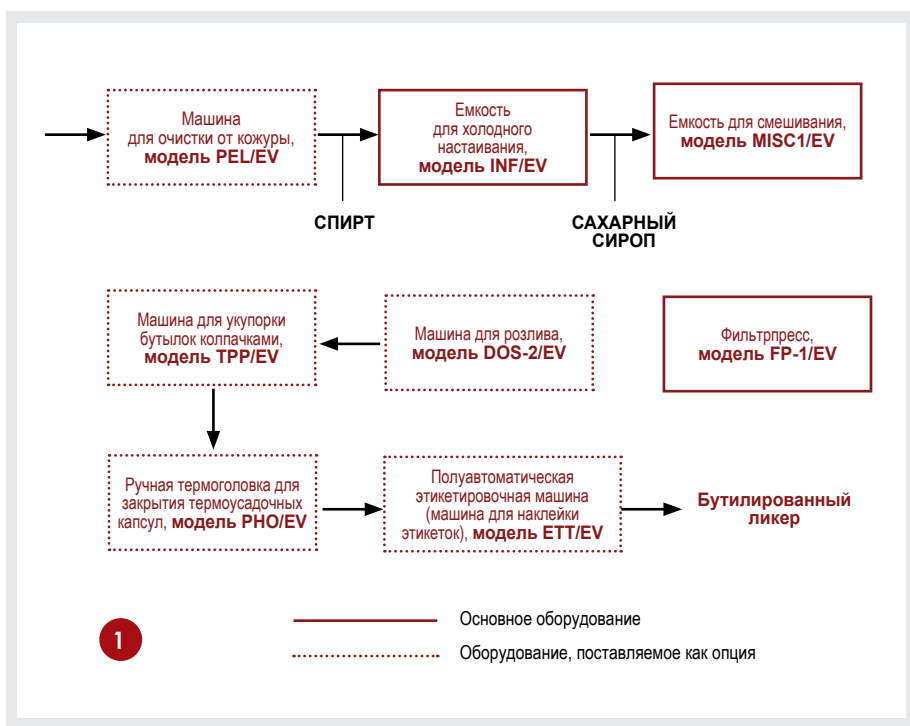 Машина
для очистки от кожуры,
модель PEL/EV
Емкость
для холодного
настаивания,
модель INF/EV
Емкость для смешивания,
модель MISC1/EV
СПИРТ
САХАРНЫЙ
СИРОП
Машина для укупорки
бутылок колпачками,
модель TPP/EV
Машина для розлива,
модель DOS-2/EV
Фильтрпресс,
модель FP-1/EV
Ручная термоголовка для
закрытия термоусадочных
капсул, модель PHO/EV
Полуавтоматическая
этикетировочная машина
(машина для наклейки
этикеток), модель ETT/EV
Бутилированный
ликер
1
Основное оборудование
Оборудование, поставляемое как опция